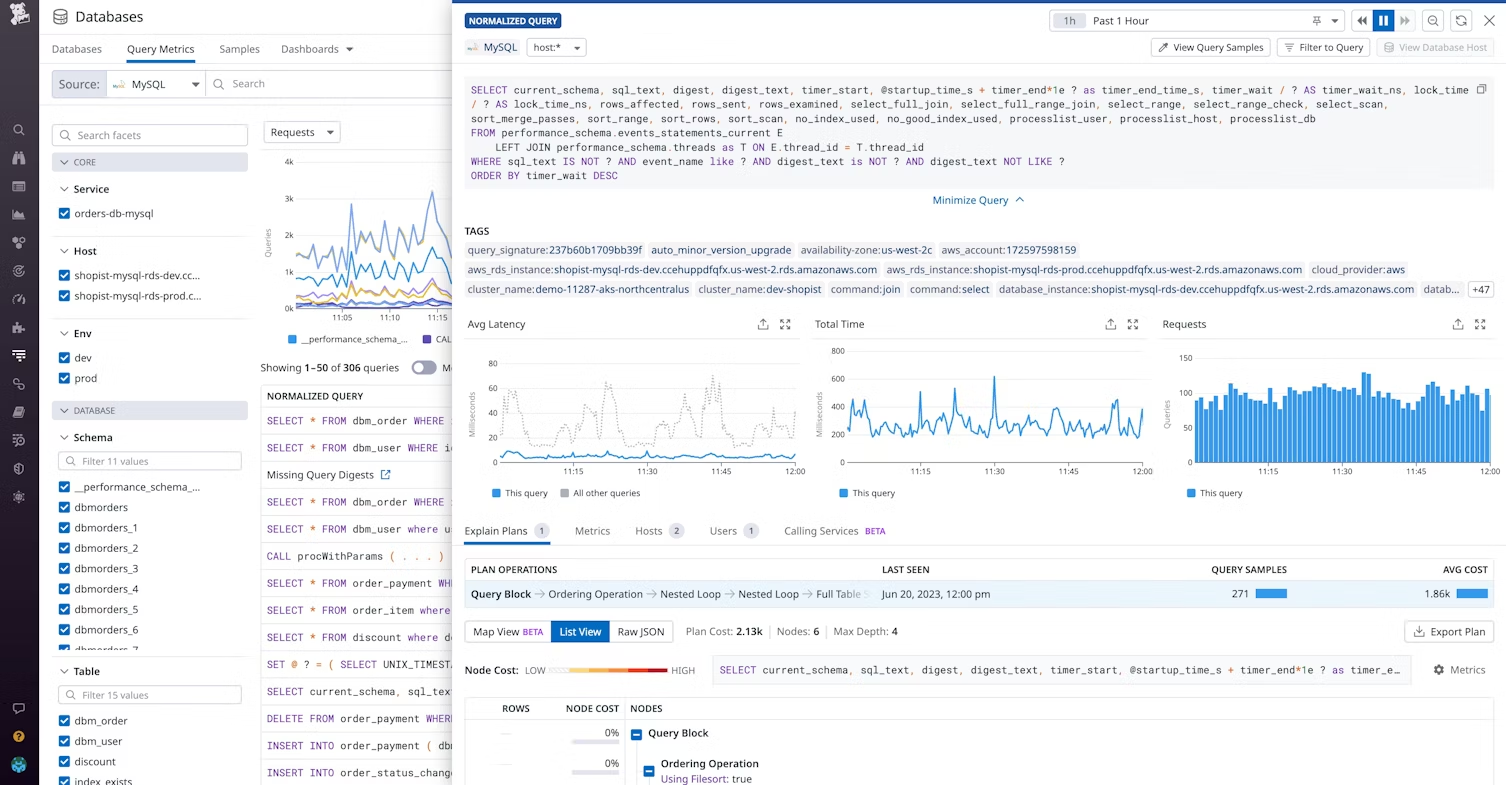 Databases
Databases Query Metrics Samples Dashboards
Source: MySQL Search
Search facets
CORE
Service
orders-db-mysql
Host
shopist-mysql-rds-dev.cc...
shopist-mysql-rds-prod.c...
Env
dev
prod
DATABASE
Schema
Filter 11 values
__performance_schema_...
dbmorders
dbmorders_1
dbmorders_2
dbmorders_3
dbmorders_4
dbmorders_5
dbmorders_6
dbmorders_7
Table
Filter 15 values
dbm_order
dbm_user
discount
index_exists
Requests
4k
3k
2k
1k
0k
Queries
11:05 11:10 11:15
__performance_schema_... CAL
Showing 1–50 of 306 queries
NORMALIZED QUERY
SELECT * FROM dbm_order WHERE
SELECT * FROM dbm_user WHERE
Missing Query Digests
SELECT * FROM dbm_order WHERE
SELECT * FROM dbm_user where
CALL procWithParams ( . . . )
SELECT * FROM order_payment
SELECT * FROM order_item where
SELECT * FROM discount where
SET @ ? = ( SELECT
SELECT current_schema,
DELETE FROM order_payment
INSERT INTO order_payment (
INSERT INTO
NORMALIZED QUERY
1h Past 1 Hour
MySQL host:*
View Query Samples Filter to Query View Database Host
SELECT current_schema, sql_text, digest, digest_text, timer_start, @startup_time_s + timer_end*1e ? as timer_end_time_s, timer_wait / ? AS timer_wait_ns, lock_time
/ ? AS lock_time_ns, rows_affected, rows_sent, rows_examined, select_full_join, select_full_range_join, select_range, select_range_check, select_scan,
sort_merge_passes, sort_range, sort_rows, sort_scan, no_index_used, no_good_index_used, processlist_user, processlist_host, processlist_db
FROM performance_schema.events_statements_current E
LEFT JOIN performance_schema.threads as T ON E.thread_id = T.thread_id
WHERE sql_text IS NOT ? AND event_name like ? AND digest_text is NOT ? AND digest_text NOT LIKE ?
ORDER BY timer_wait DESC
Minimize Query
TAGS
query_signature:237b60b1709bb39f auto_minor_version_upgrade availability-zone:us-west-2c aws_account:172597598159
aws_rds_instance:shopist-mysql-rds-dev.ccehuppdfqfx.us-west-2.rds.amazonaws.com aws_rds_instance:shopist-mysql-rds-prod.ccehuppdfqfx.us-west-2.rds.amazonaws.com cloud_provider:aws
cluster_name:demo-11287-aks-northcentralus cluster_name:dev-shopist command:join command:select database_instance:shopist-mysql-rds-dev.ccehuppdfqfx.us-west-2.rds.amazonaws.com datab... +47
Avg Latency
80
60
40
20
0
Milliseconds
11:15 11:30 11:45 12:00
This query All other queries
Total Time
800
600
400
200
0
Milliseconds
11:15 11:30 11:45 12:00
This query
Requests
150
100
50
0
Queries
11:15 11:30 11:45 12:00
This query
Explain Plans 1 Metrics Hosts 2 Users 1 Calling Services BETA
PLAN OPERATIONS LAST SEEN QUERY SAMPLES AVG COST
Query Block → Ordering Operation → Nested Loop → Nested Loop → Full Table Jun 20, 2023, 12:00 pm 271 1.86k
Map View BETA List View Raw JSON Plan Cost: 2.13k Nodes: 6 Max Depth: 4 Export Plan
Node Cost: LOW HIGH SELECT current_schema, sql_text, digest, digest_text, timer_start, @startup_time_s + timer_end*1e ? as timer_e… Metrics
ROWS NODE COST NODES
0% Query Block
0% Ordering Operation
Using Filesort: true